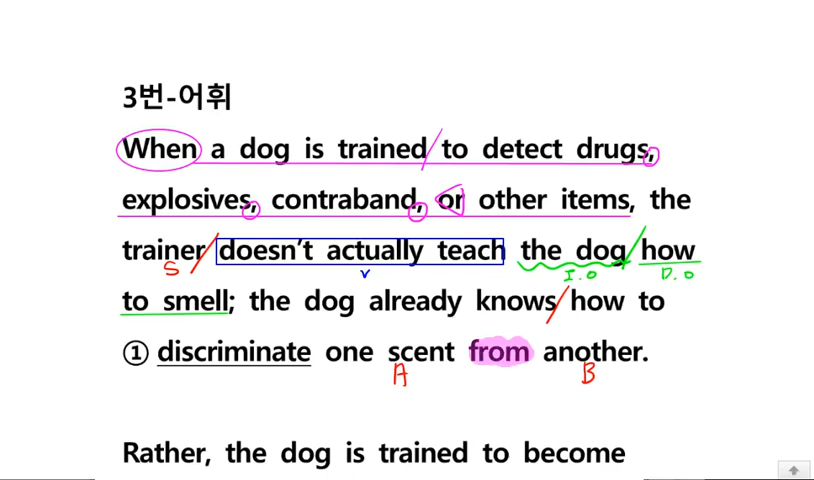 3번-어휘
When a dog is trained to detect drugs,
explosives, contraband, or other items, the
trainer doesn't actually teach the dog how
S V I.O D.O
to smell; the dog already knows how to
① discriminate one scent from another.
A B
Rather, the dog is trained to become